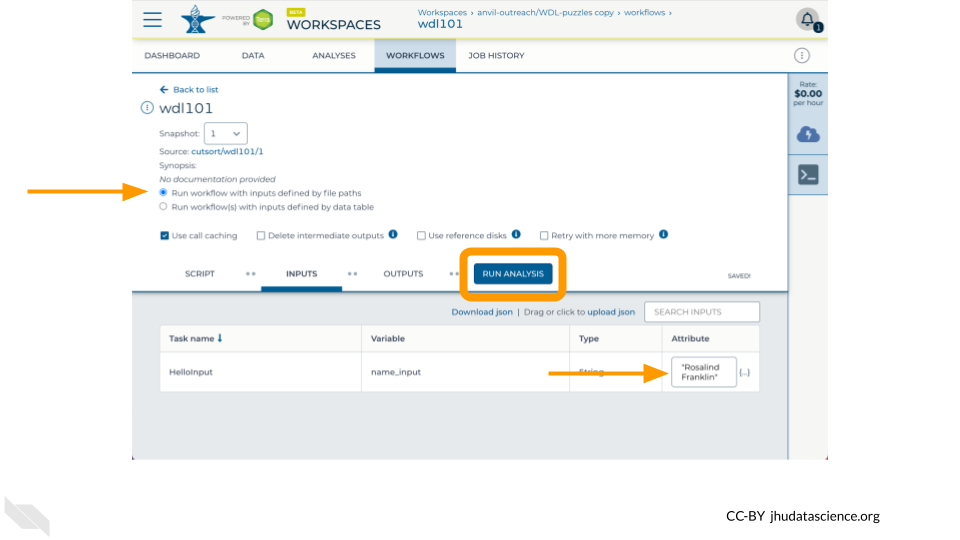 POWERED BY Terra
BETA
WORKSPACES
Workspaces › anvil-outreach/WDL-puzzles copy › workflows ›
wdl101
1
DASHBOARD DATA ANALYSES WORKFLOWS JOB HISTORY
Rate:
$0.00
per hour
Back to list
wdl101
Snapshot: 1
Source: cutsort/wdl101/1
Synopsis:
No documentation provided
Run workflow with inputs defined by file paths
Run workflow(s) with inputs defined by data table
Use call caching Delete intermediate outputs Use reference disks Retry with more memory
SCRIPT INPUTS OUTPUTS RUN ANALYSIS SAVED!
Download json | Drag or click to upload json SEARCH INPUTS
Task name Variable Type Attribute
HelloInput name_input String "Rosalind
Franklin" {...}
CC-BY jhudatascience.org